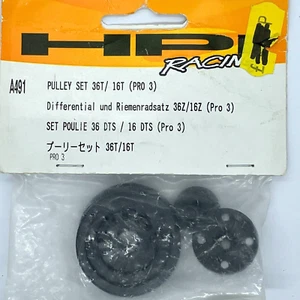 HPI
RACING
A491
PULLEY SET 36T/ 16T (PRO 3)
Differential und Riemenradsatz 36Z/16Z (Pro 3)
SET POULIE 36 DTS / 16 DTS (Pro 3)
プーリーセット 36T/16T
PRO 3